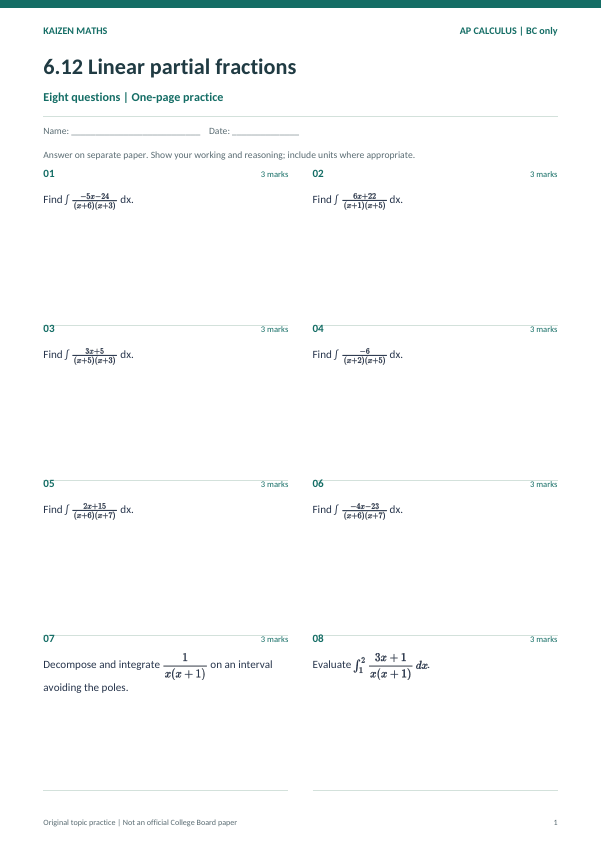 KAIZEN MATHS
AP CALCULUS | BC only
6.12 Linear partial fractions
Eight questions | One-page practice
Name: ___________________________ Date: ______________
Answer on separate paper. Show your working and reasoning; include units where appropriate.
01 3 marks
Find ∫ (−5x−24)/((x+6)(x+3)) dx.
02 3 marks
Find ∫ (6x+22)/((x+1)(x+5)) dx.
03 3 marks
Find ∫ (3x+5)/((x+5)(x+3)) dx.
04 3 marks
Find ∫ (−6)/((x+2)(x+5)) dx.
05 3 marks
Find ∫ (2x+15)/((x+6)(x+7)) dx.
06 3 marks
Find ∫ (−4x−23)/((x+6)(x+7)) dx.
07 3 marks
Decompose and integrate 1/(x(x + 1)) on an interval
avoiding the poles.
08 3 marks
Evaluate ∫₁² (3x + 1)/(x(x + 1)) dx.
Original topic practice | Not an official College Board paper
1